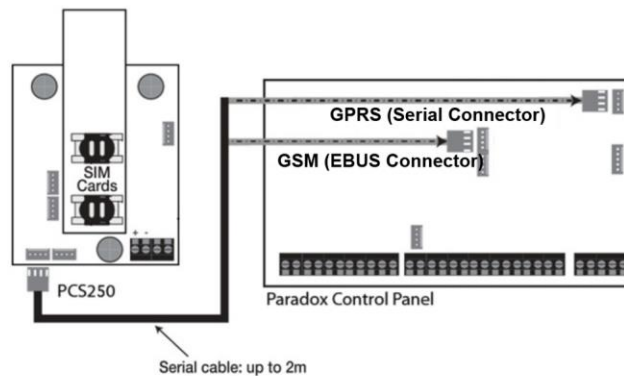 GPRS (Serial Connector)
GSM (EBUS Connector)
SIM
Cards
+ -
PCS250
Paradox Control Panel
Serial cable: up to 2m